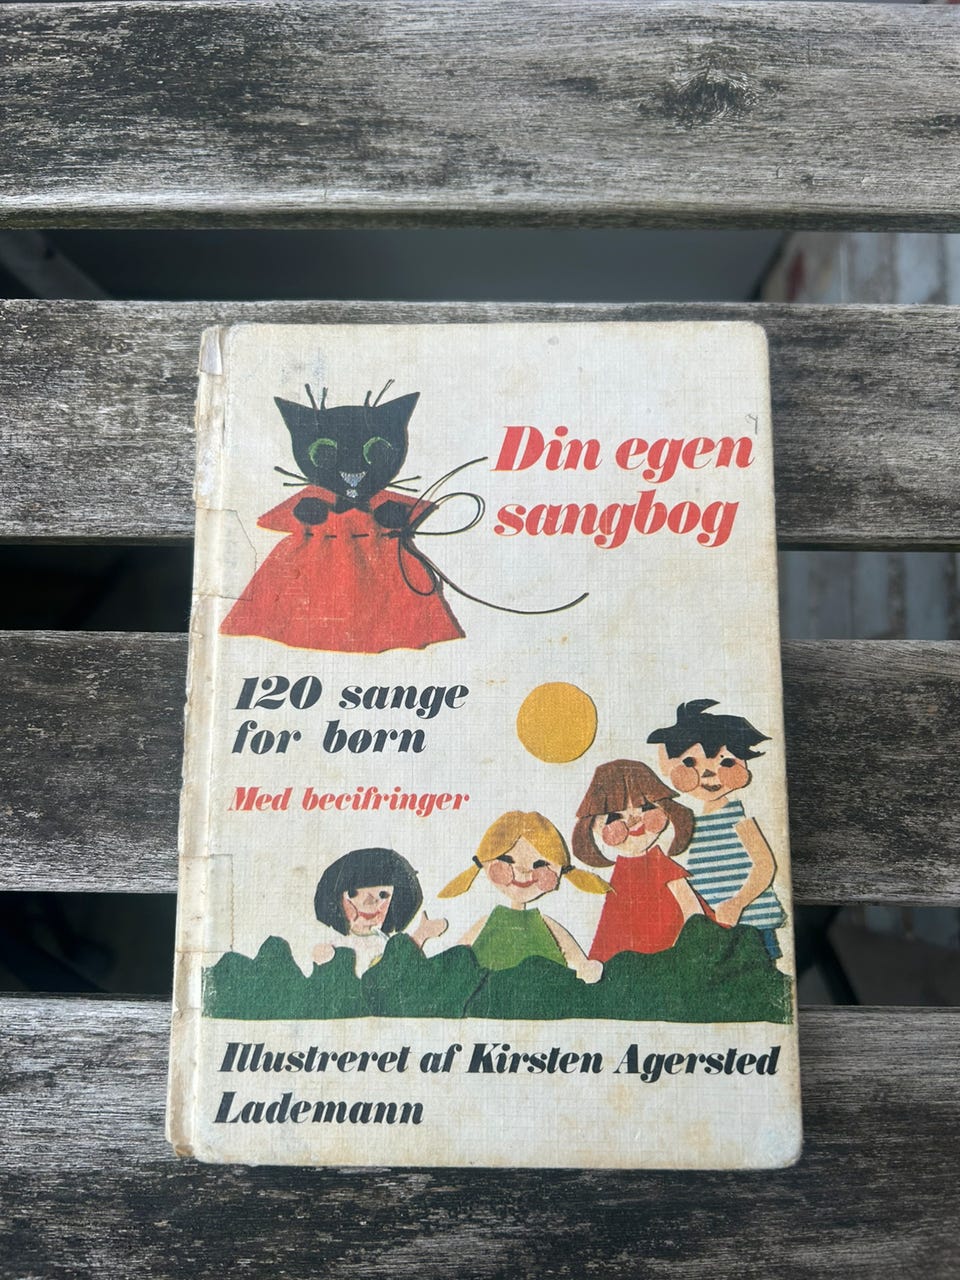 Din egen
sangbog
120 sange
for børn
Med becifringer
Illustreret af Kirsten Agersted
Lademann